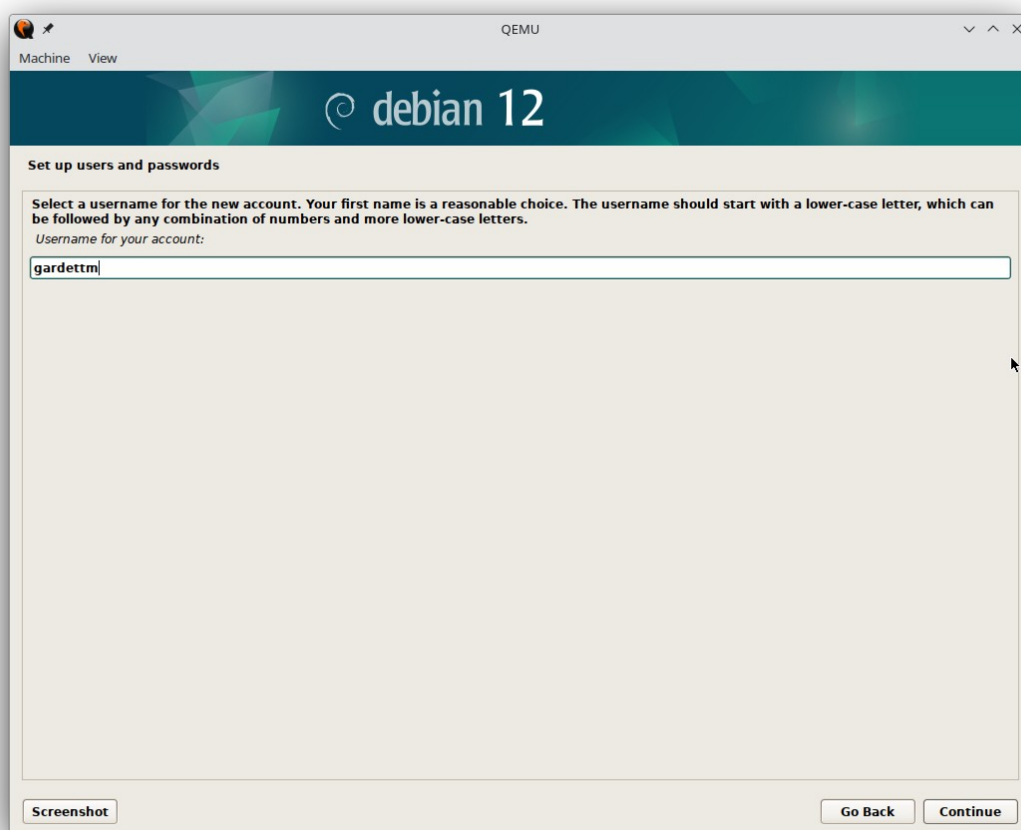 QEMU
Machine View
debian 12
Set up users and passwords
Select a username for the new account. Your first name is a reasonable choice. The username should start with a lower-case letter, which can
be followed by any combination of numbers and more lower-case letters.
Username for your account:
gardettm
Screenshot Go Back Continue